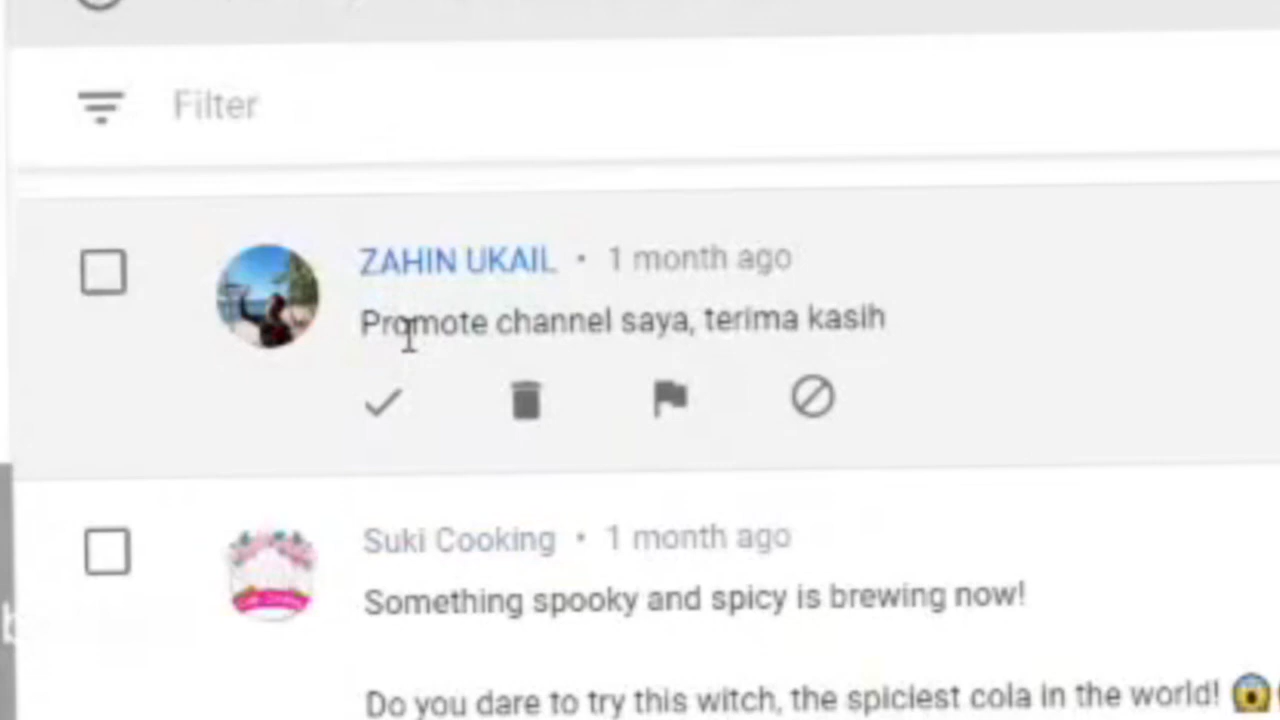 Filter
ZAHIN UKAIL • 1 month ago
Promote channel saya, terima kasih
Suki Cooking • 1 month ago
Something spooky and spicy is brewing now!
Do you dare to try this witch, the spiciest cola in the world! 😱